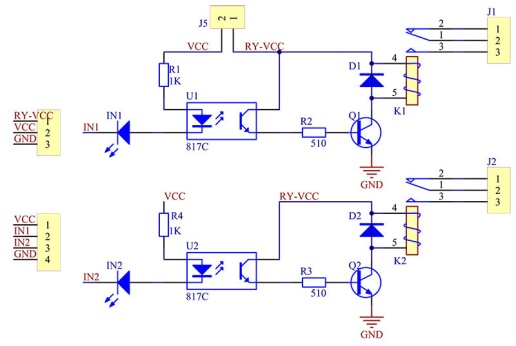 J5
2 1
J1
VCC
RY-VCC
2
1
3
1
2
3
R1
1K
D1
4
5
K1
U1
Q1
RY-VCC
VCC
GND
1
2
3
IN1
IN1
R2
510
817C
GND
J2
2
1
3
1
2
3
VCC
RY-VCC
VCC
IN1
IN2
GND
1
2
3
4
R4
1K
D2
4
5
K2
U2
Q2
IN2
IN2
R3
510
817C
GND